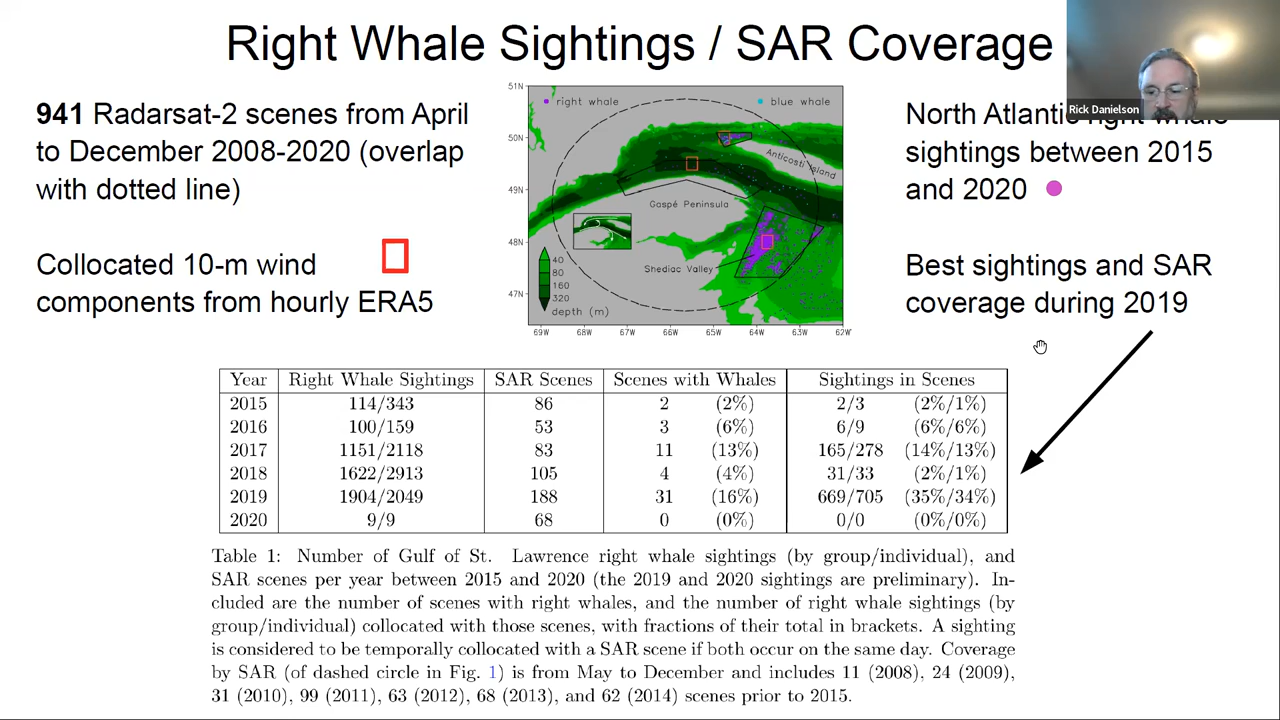 Right Whale Sightings / SAR Coverage
Rick Danielson
941 Radarsat-2 scenes from April
to December 2008-2020 (overlap
with dotted line)
Collocated 10-m wind
components from hourly ERA5
51N
50N
49N
48N
47N
right whale
blue whale
Anticosti Island
Gaspé Peninsula
Shediac Valley
40
80
160
320
depth (m)
69W 68W 67W 66W 65W 64W 63W 62W
North Atlantic right whale
sightings between 2015
and 2020
Best sightings and SAR
coverage during 2019
Year Right Whale Sightings SAR Scenes Scenes with Whales Sightings in Scenes
2015 114/343 86 2 (2%) 2/3 (2%/1%)
2016 100/159 53 3 (6%) 6/9 (6%/6%)
2017 1151/2118 83 11 (13%) 165/278 (14%/13%)
2018 1622/2913 105 4 (4%) 31/33 (2%/1%)
2019 1904/2049 188 31 (16%) 669/705 (35%/34%)
2020 9/9 68 0 (0%) 0/0 (0%/0%)
Table 1: Number of Gulf of St. Lawrence right whale sightings (by group/individual), and
SAR scenes per year between 2015 and 2020 (the 2019 and 2020 sightings are preliminary). In-
cluded are the number of scenes with right whales, and the number of right whale sightings (by
group/individual) collocated with those scenes, with fractions of their total in brackets. A sighting
is considered to be temporally collocated with a SAR scene if both occur on the same day. Coverage
by SAR (of dashed circle in Fig. 1) is from May to December and includes 11 (2008), 24 (2009),
31 (2010), 99 (2011), 63 (2012), 68 (2013), and 62 (2014) scenes prior to 2015.